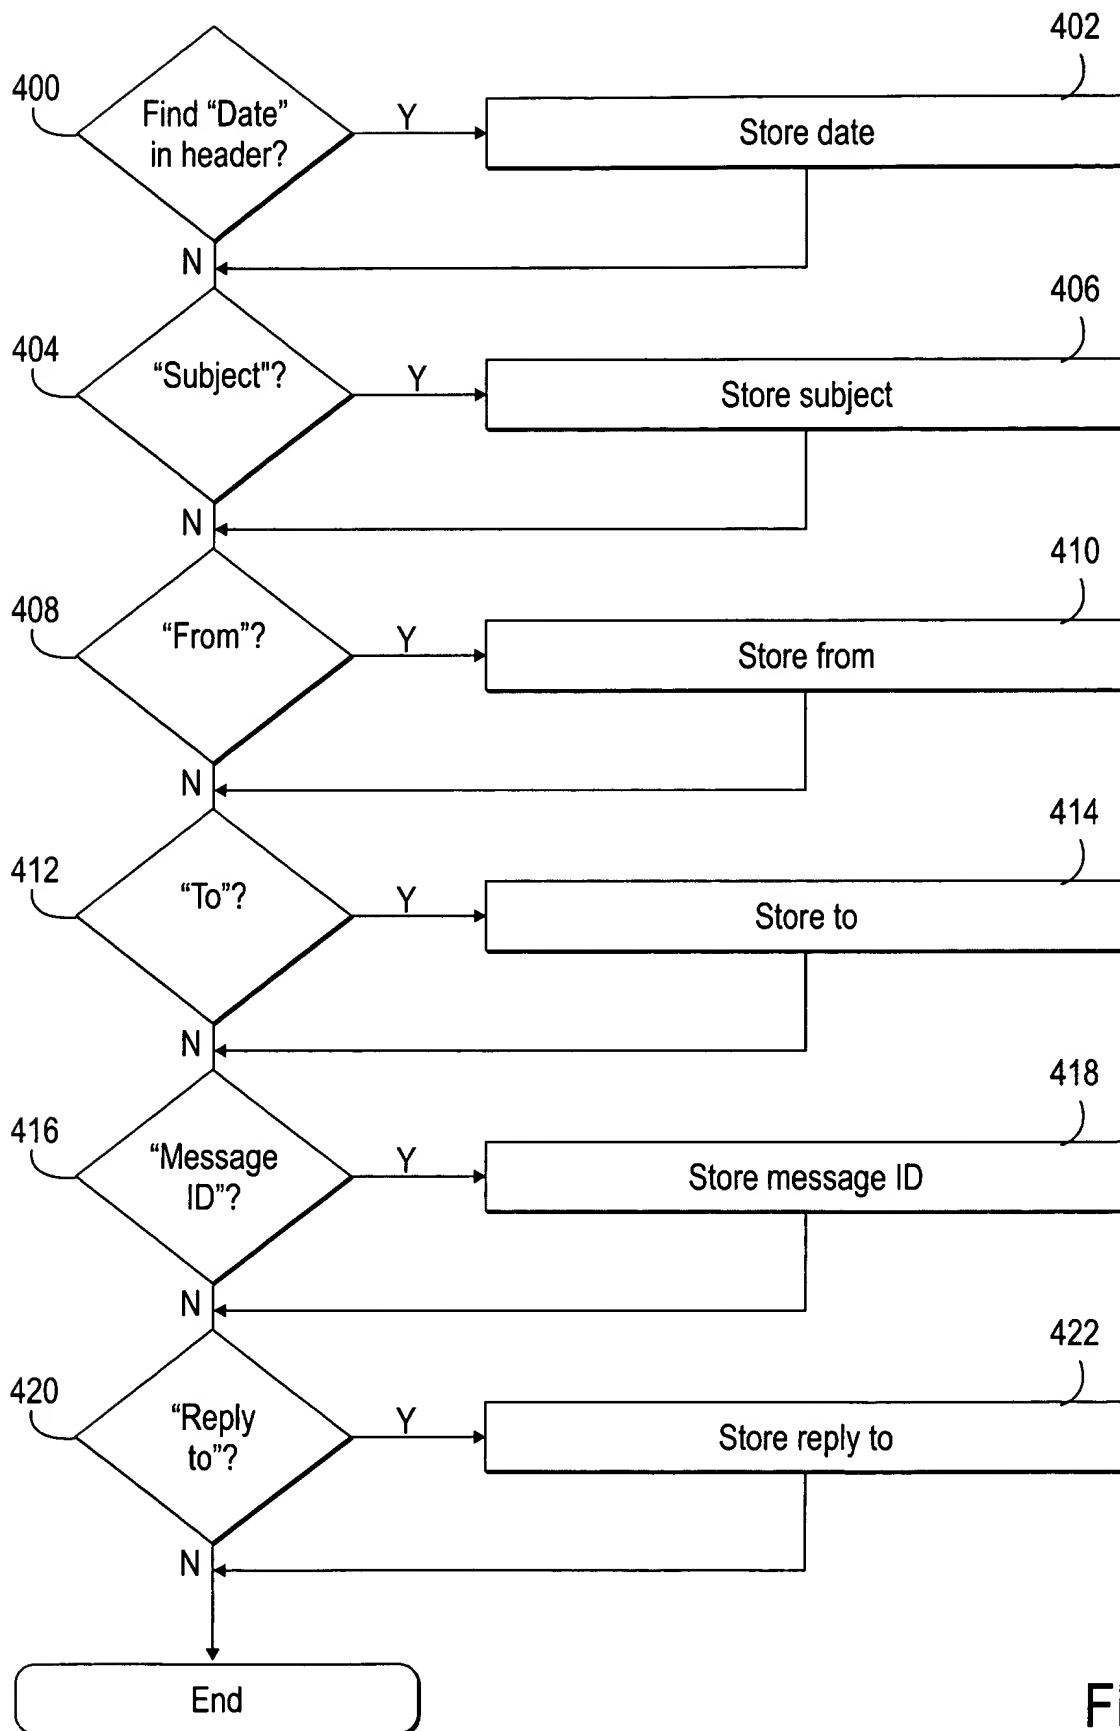 402
400
Find “Date”
in header?
Y
Store date
N
406
404
“Subject"?
Y
Store subject
N
410
408
“From”?
Y
Store from
N
414
412
“To”?
Y
Store to
N
418
416
“Message
ID”?
Y
Store message ID
N
422
420
“Reply
to”?
Y
Store reply to
N
End